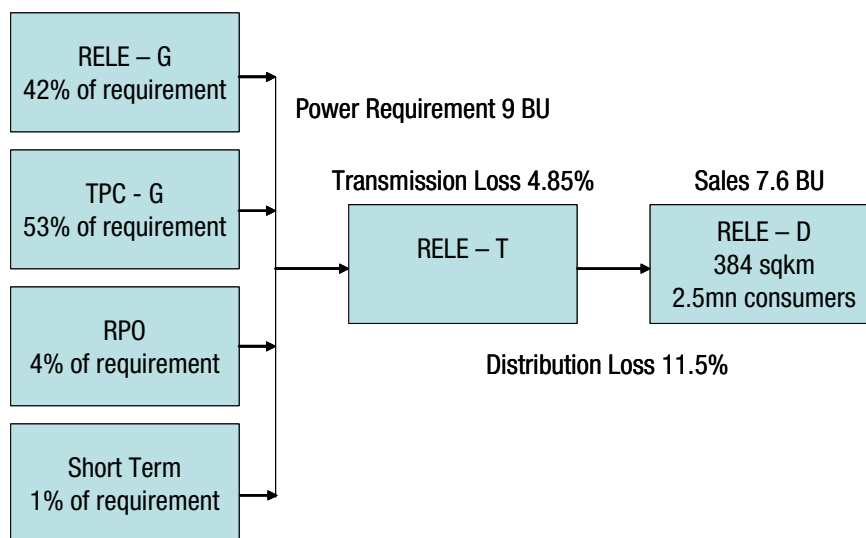 RELE – G
42% of requirement
Power Requirement 9 BU
TPC - G
53% of requirement
Transmission Loss 4.85%
Sales 7.6 BU
RELE – T
RELE – D
384 sqkm
2.5mn consumers
RPO
4% of requirement
Distribution Loss 11.5%
Short Term
1% of requirement